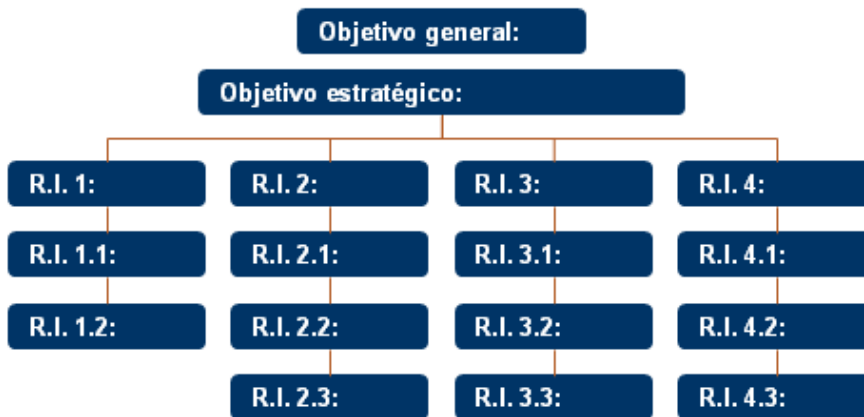 Objetivo general:
Objetivo estratégico:
R.I. 1:
R.I. 2:
R.I. 3:
R.I. 4:
R.I. 1.1:
R.I. 2.1:
R.I. 3.1:
R.I. 4.1:
R.I. 1.2:
R.I. 2.2:
R.I. 3.2:
R.I. 4.2:
R.I. 2.3:
R.I. 3.3:
R.I. 4.3: